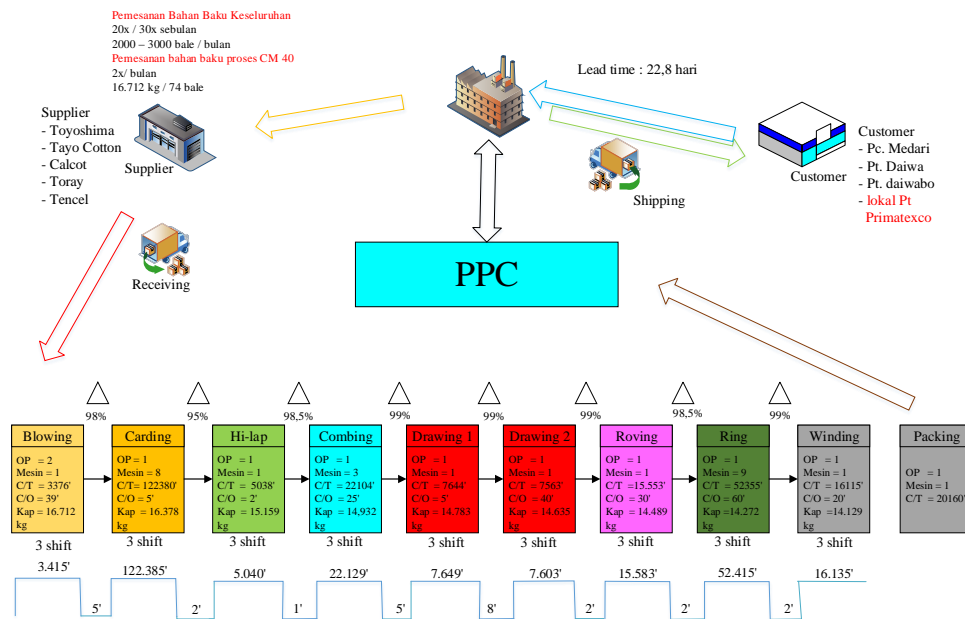 Pemesanan Bahan Baku Keseluruhan
20x / 30x sebulan
2000 – 3000 bale / bulan
Pemesanan bahan baku proses CM 40
2x/ bulan
16.712 kg / 74 bale
Lead time : 22,8 hari
Supplier
- Toyoshima
- Tayo Cotton
- Calcot
- Toray
- Tencel
Supplier
Shipping
Customer
Customer
- Pc. Medari
- Pt. Daiwa
- Pt. daiwabo
- lokal Pt
Primatexco
Receiving
PPC
98%
95%
98,5%
99%
99%
99%
98,5%
99%
Blowing
OP = 2
Mesin = 1
C/T = 3376'
C/O = 39'
Kap = 16.712
kg
3 shift
Carding
OP = 1
Mesin = 8
C/T= 122380'
C/O = 5'
Kap = 16.378
kg
3 shift
Hi-lap
OP = 1
Mesin = 1
C/T = 5038'
C/O = 2'
Kap = 15.159
kg
3 shift
Combing
OP = 1
Mesin = 3
C/T = 22104'
C/O = 25'
Kap = 14,932
kg
3 shift
Drawing 1
OP = 1
Mesin = 1
C/T = 7644'
C/O = 5'
Kap = 14.783
kg
3 shift
Drawing 2
OP = 1
Mesin = 1
C/T = 7563'
C/O = 40'
Kap = 14.635
kg
3 shift
Roving
OP = 1
Mesin = 1
C/T =15.553'
C/O = 30'
Kap = 14.489
kg
3 shift
Ring
OP = 1
Mesin = 9
C/T = 52355'
C/O = 60'
Kap = 14.272
kg
3 shift
Winding
OP = 1
Mesin = 1
C/T = 16115'
C/O = 20'
Kap = 14.129
kg
3 shift
Packing
OP = 1
Mesin = 1
C/T = 20160'
3.415'
122.385'
5.040'
22.129'
7.649'
7.603'
15.583'
52.415'
16.135'
5'
2'
1'
5'
8'
2'
2'
2'